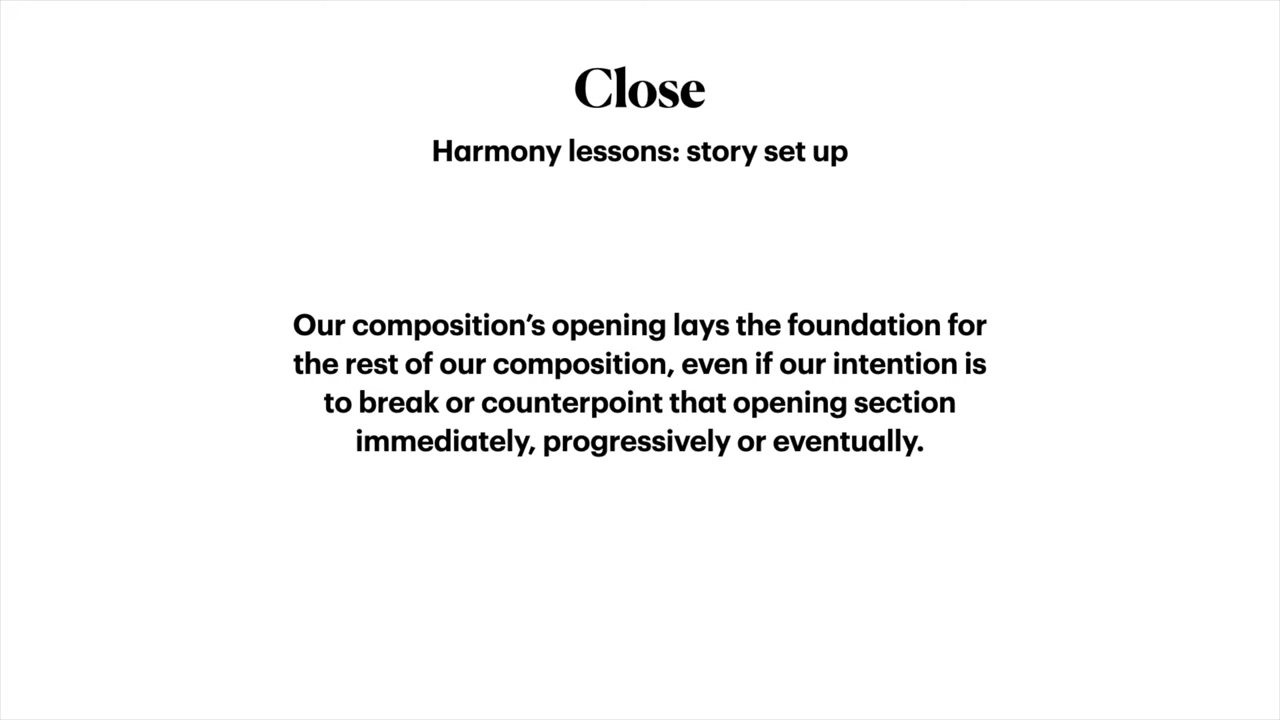 Close
Harmony lessons: story set up
Our composition’s opening lays the foundation for
the rest of our composition, even if our intention is
to break or counterpoint that opening section
immediately, progressively or eventually.